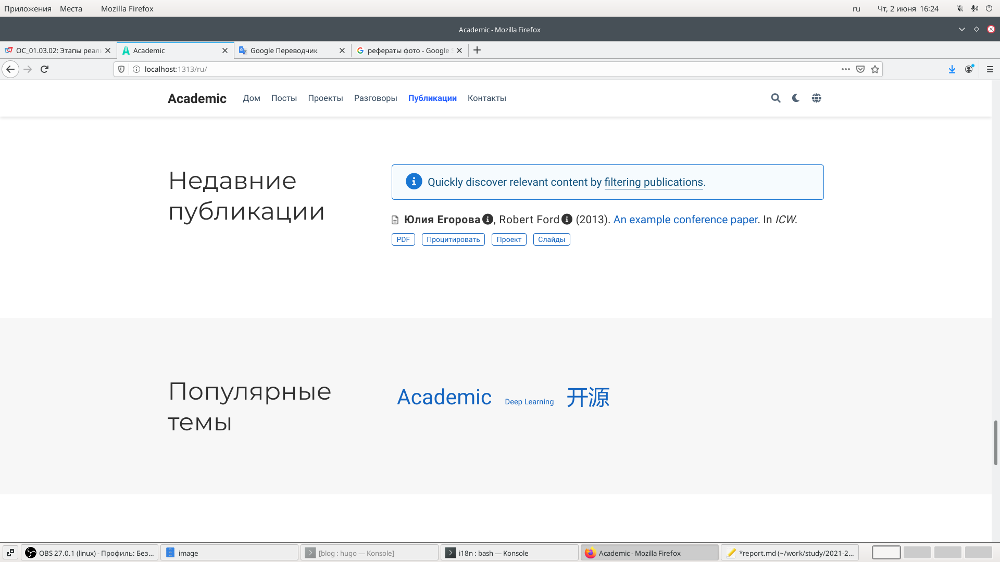 Приложения Места Mozilla Firefox ru Чт, 2 июня 16:24
Academic - Mozilla Firefox
ОС_01.03.02: Этапы реал Academic Google Переводчик рефераты фото - Google
localhost:1313/ru/
Academic Дом Посты Проекты Разговоры Публикации Контакты
Недавние
публикации
Quickly discover relevant content by filtering publications.
Юлия Егорова, Robert Ford (2013). An example conference paper. In ICW.
PDF Процитировать Проект Слайды
Популярные
темы
Academic Deep Learning 开源
OBS 27.0.1 (linux) - Профиль: Без... image [blog : hugo — Konsole] i18n : bash — Konsole Academic - Mozilla Firefox *report.md (~/work/study/2021-2...